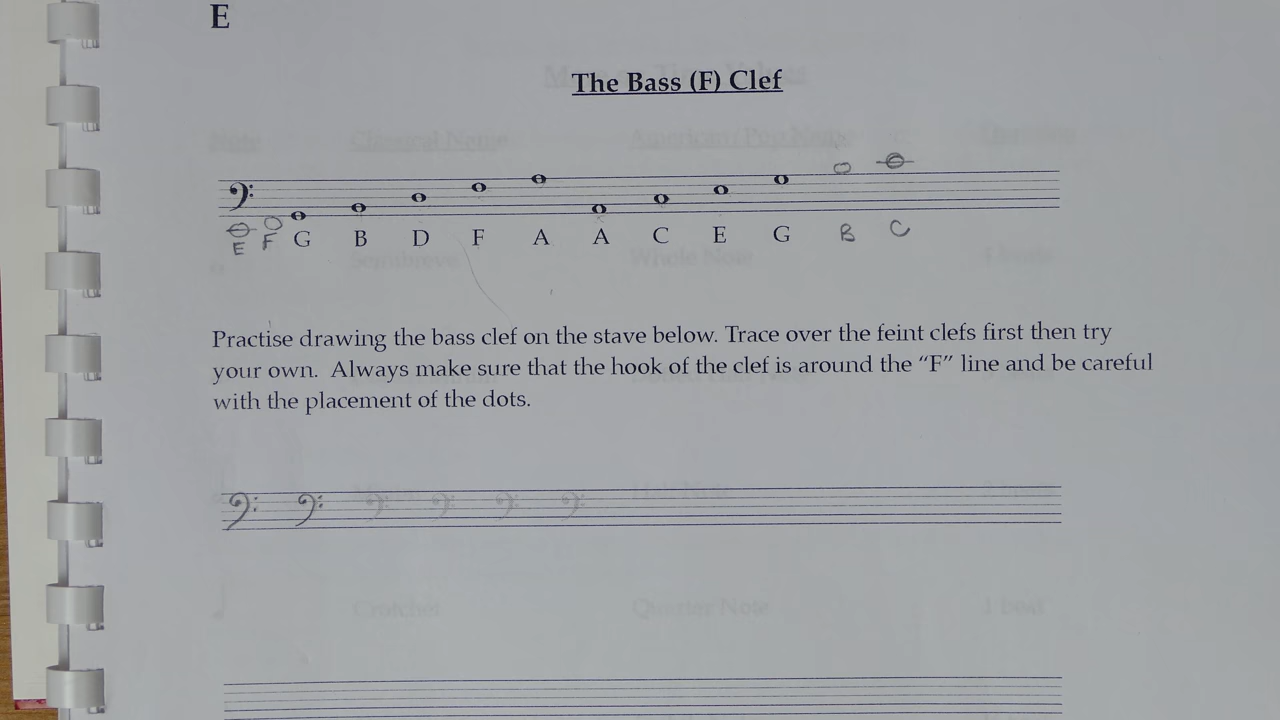 E
The Bass (F) Clef
E F G B D F A A C E G B C
Practise drawing the bass clef on the stave below. Trace over the feint clefs first then try
your own. Always make sure that the hook of the clef is around the “F” line and be careful
with the placement of the dots.